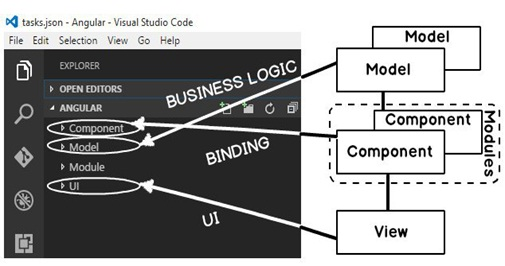 tasks.json - Angular - Visual Studio Code
File Edit Selection View Go Help
EXPLORER
OPEN EDITORS
ANGULAR
Component
Model
Module
UI
BUSINESS LOGIC
BINDING
UI
Model
Model
Component
Component
Modules
View